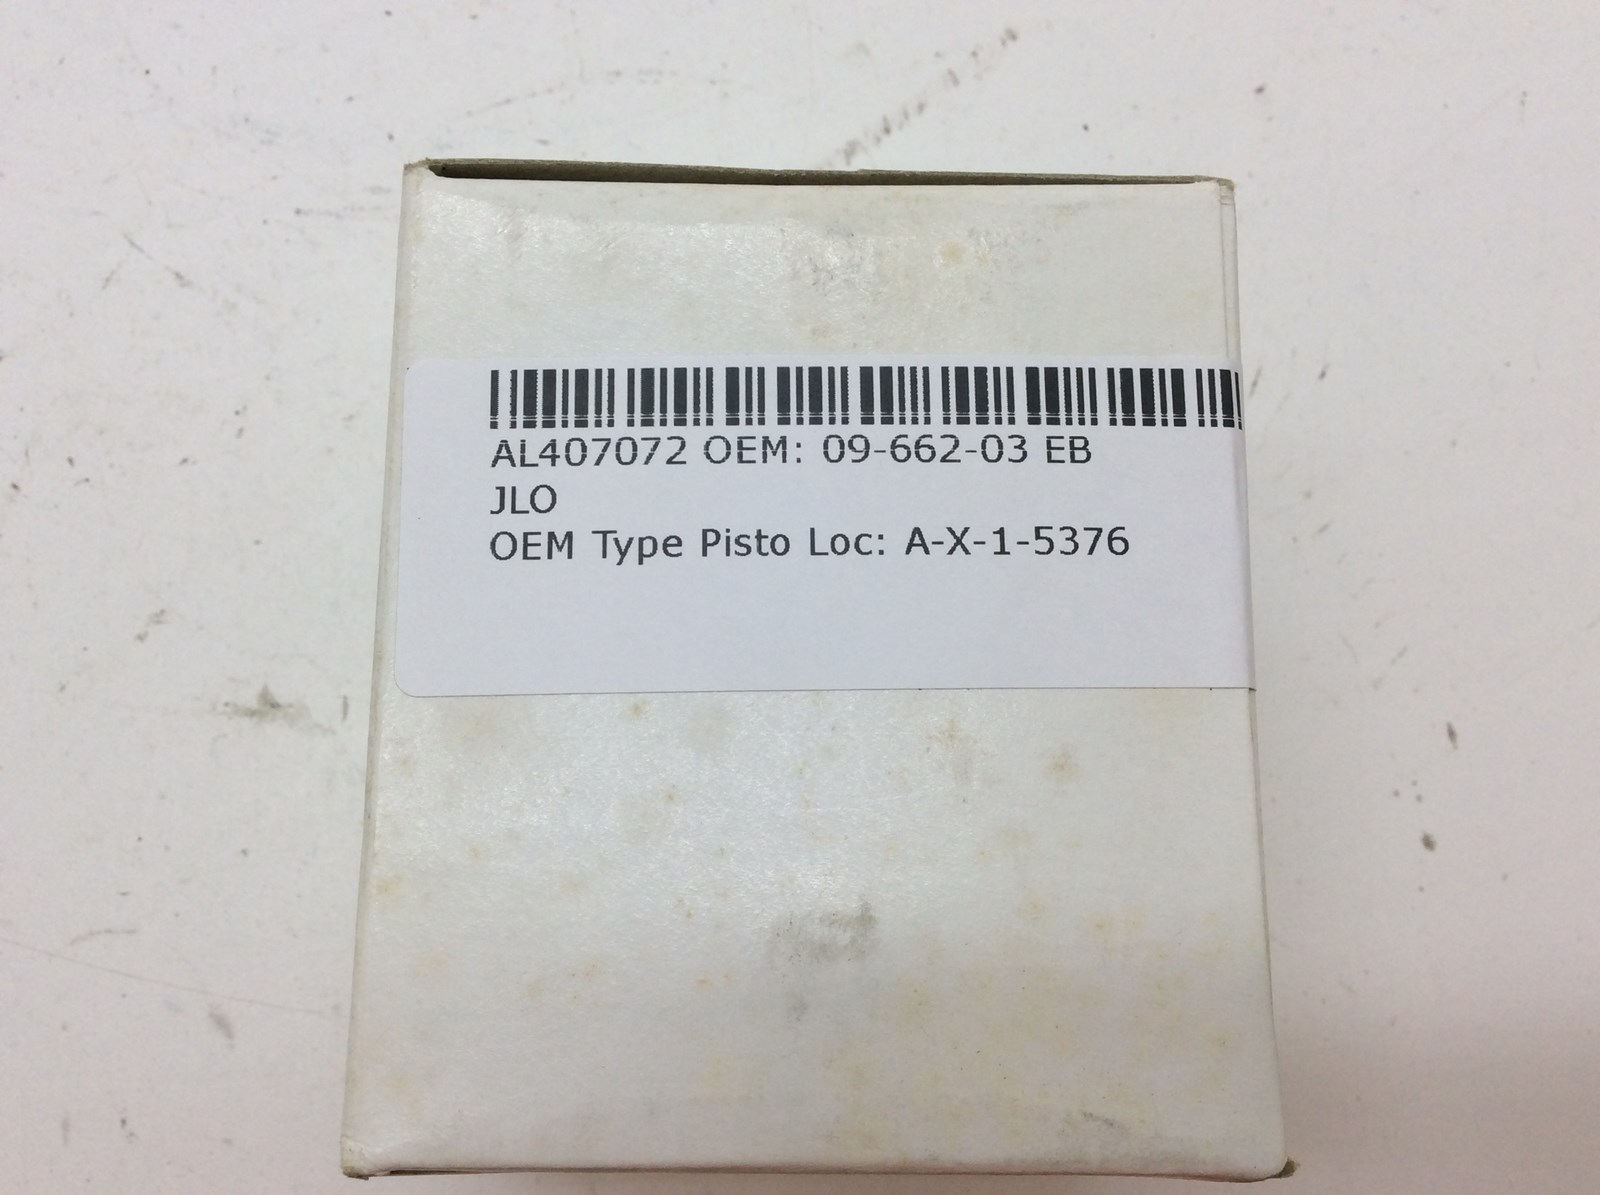 AL407072 OEM: 09-662-03 EB
JLO
OEM Type Pisto Loc: A-X-1-5376